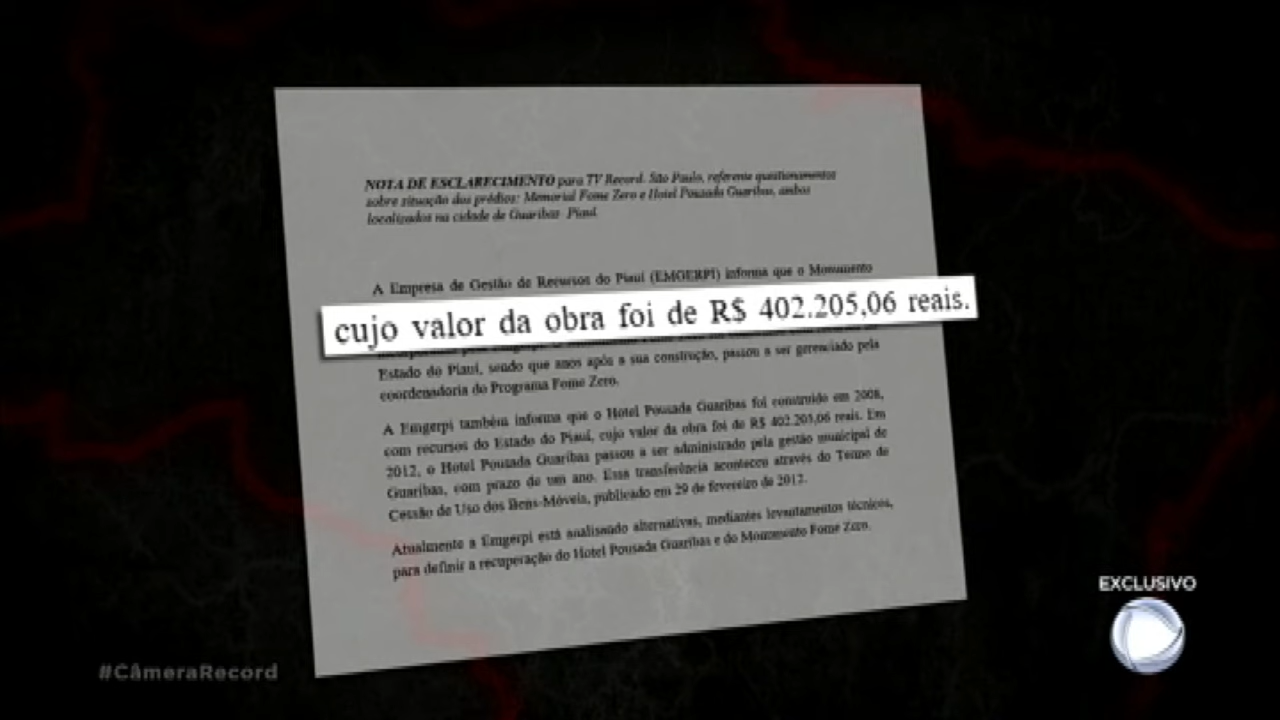 NOTA DE ESCLARECIMENTO para TV Record. São Paulo, referente questionamentos
sobre situação dos prédios: Memorial Fome Zero e Hotel Pousada Guaribas, ambos
localizados na cidade de Guaribas Piauí.
A Empresa de Gestão de Recursos do Piauí (EMGERPI) informa que o Monumento
cujo valor da obra foi de R$ 402.205,06 reais.
Estado do Piauí, sendo que anos após a sua construção, passou a ser gerenciado pela
coordenadoria do Programa Fome Zero.
A Emgerpi também informa que o Hotel Pousada Guaribas foi construído em 2008,
com recursos do Estado do Piauí, cujo valor da obra foi de R$ 402.205,06 reais. Em
2012, o Hotel Pousada Guaribas passou a ser administrado pela gestão municipal de
Guaribas, com prazo de um ano. Essa transferência aconteceu através do Termo de
Cessão de Uso dos Bens-Móveis, publicado em 29 de fevereiro de 2012.
Atualmente a Emgerpi está analisando alternativas, mediantes levantamentos técnicos,
para definir a recuperação do Hotel Pousada Guaribas e do Monumento Fome Zero.
EXCLUSIVO
#CâmeraRecord